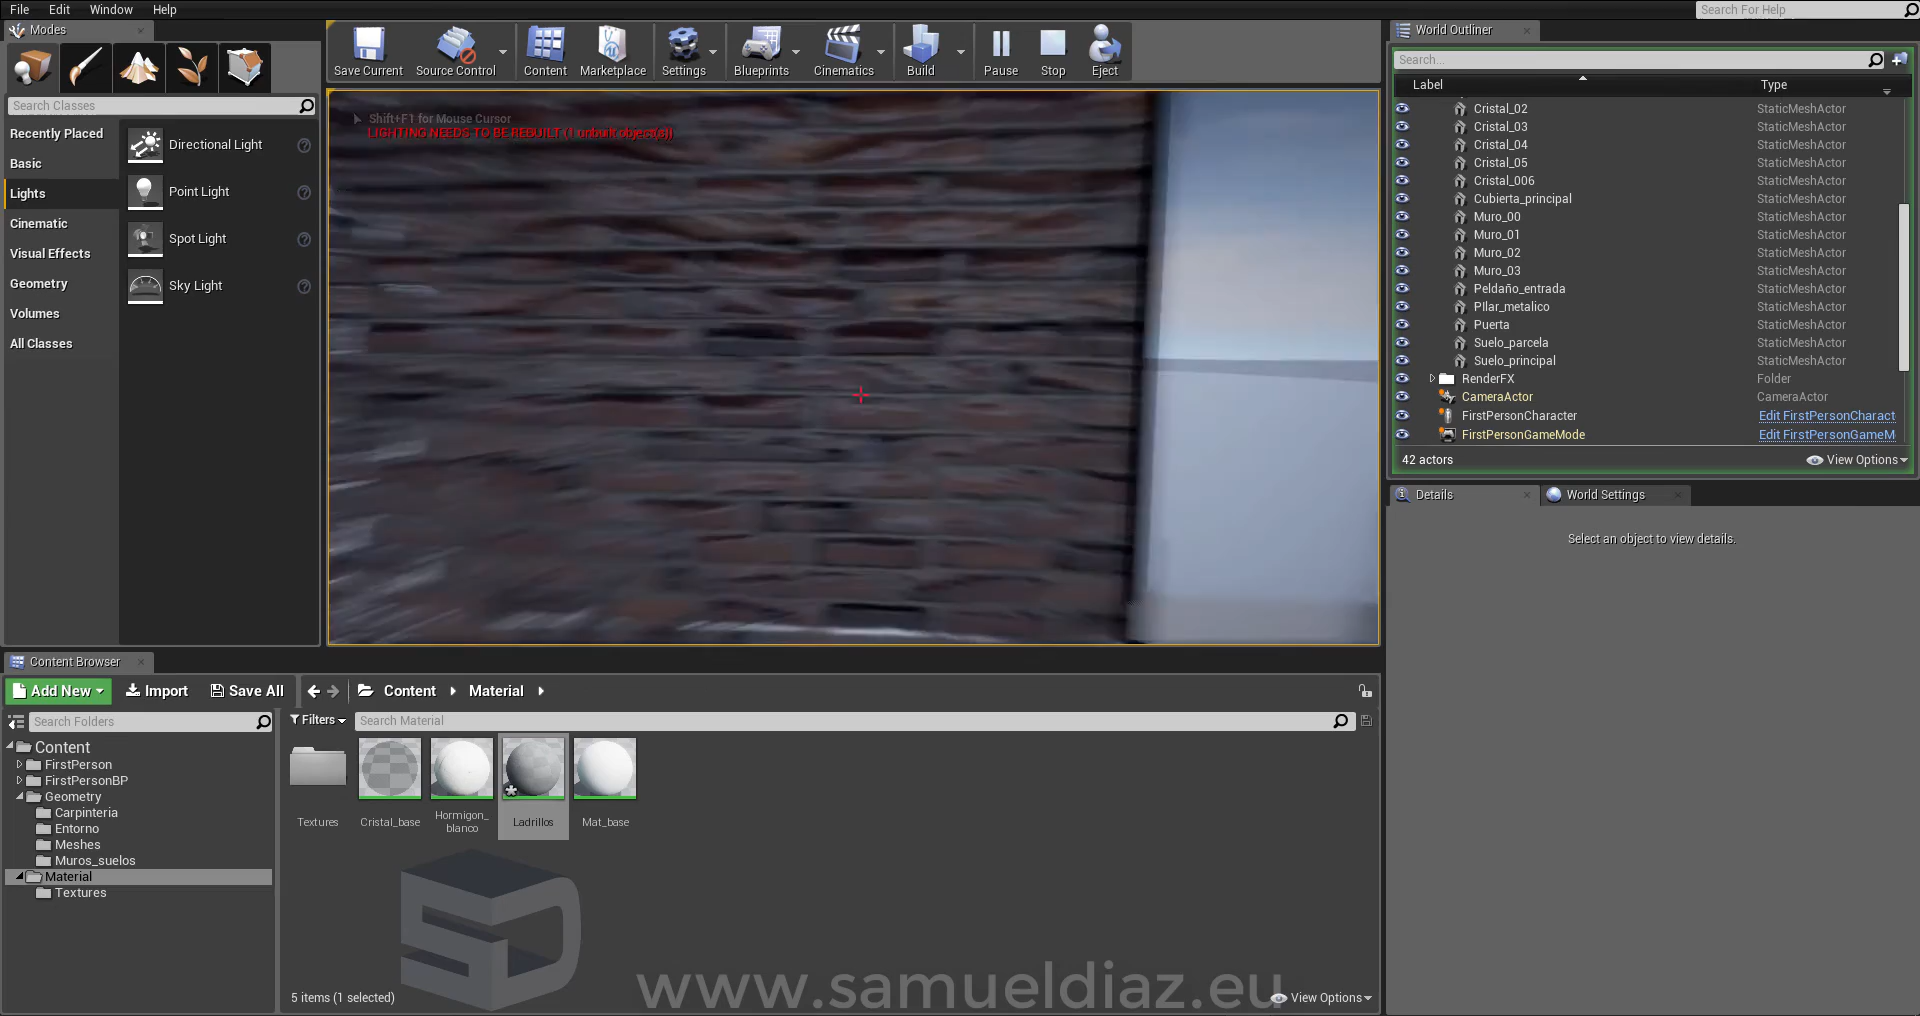 File Edit Window Help
Search For Help
Modes
World Outliner
Save Current
Source Control
Content
Marketplace
Settings
Blueprints
Cinematics
Build
Pause
Stop
Eject
Search Classes
Recently Placed
Basic
Lights
Cinematic
Visual Effects
Geometry
Volumes
All Classes
Directional Light
Point Light
Spot Light
Sky Light
Shift+F1 for Mouse Cursor
LIGHTING NEEDS TO BE REBUILT (1 unbuilt object(s))
Search...
Label Type
Cristal_02 StaticMeshActor
Cristal_03 StaticMeshActor
Cristal_04 StaticMeshActor
Cristal_05 StaticMeshActor
Cristal_006 StaticMeshActor
Cubierta_principal StaticMeshActor
Muro_00 StaticMeshActor
Muro_01 StaticMeshActor
Muro_02 StaticMeshActor
Muro_03 StaticMeshActor
Peldaño_entrada StaticMeshActor
PIlar_metalico StaticMeshActor
Puerta StaticMeshActor
Suelo_parcela StaticMeshActor
Suelo_principal StaticMeshActor
RenderFX Folder
CameraActor CameraActor
FirstPersonCharacter Edit FirstPersonCharact
FirstPersonGameMode Edit FirstPersonGameM
42 actors View Options
Details World Settings
Select an object to view details.
Content Browser
Add New Import Save All Content Material
Search Folders
Filters Search Material
Content
FirstPerson
FirstPersonBP
Geometry
Carpinteria
Entorno
Meshes
Muros_suelos
Material
Textures
Textures
Cristal_base
Hormigon_
blanco
Ladrillos
Mat_base
SD
www.samueldiaz.eu
5 items (1 selected) View Options